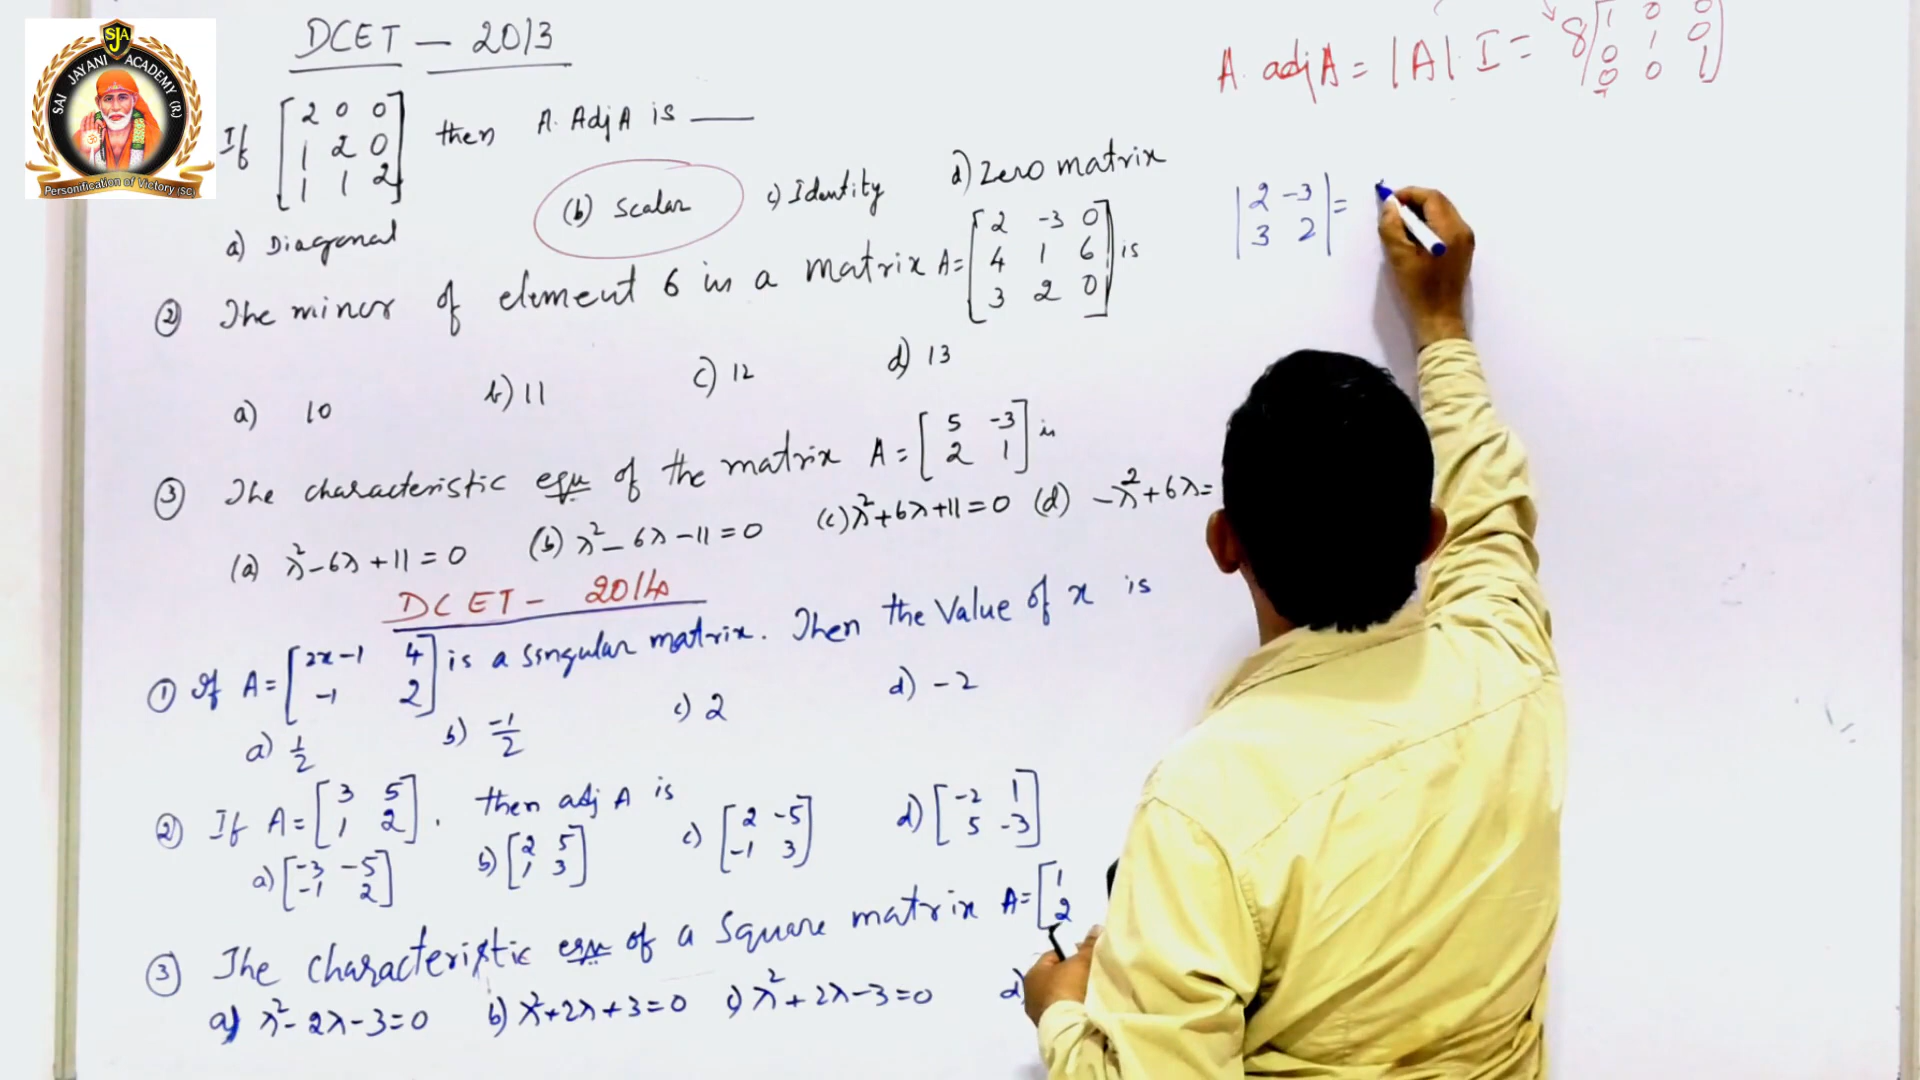 SJA
SAI JAYANI ACADEMY (R)
Personification of Victory (SC)
DCET - 2013
If [2 0 0
1 2 0
1 1 2] then A. Adj A is ___
a) Diagonal (b) Scalar c) Identity d) Zero matrix
② The minor of element 6 in a matrix A= [2 -3 0
4 1 6
3 2 0] is
a) 10 b) 11 c) 12 d) 13
③ The characteristic equ of the matrix A = [5 -3
2 1] is
(a) λ²-6λ+11=0 (b) λ²-6λ-11=0 (c) λ²+6λ+11=0 (d) -λ²+6λ=
DCET - 2014
① If A= [2x-1 4
-1 2] is a singular matrix. Then the Value of x is
a) 1/2 b) -1/2 c) 2 d) -2
② If A= [3 5
1 2]. then adj A is
a) [-3 -5
-1 2] b) [2 5
1 3] c) [2 -5
-1 3] d) [-2 1
5 -3]
③ The characteristic equ of a Square matrix A= [1
2
a) λ²-2λ-3=0 b) λ²+2λ+3=0 c) λ²+2λ-3=0 d)
A. adj A = |A|. I = 8[1 0 0
0 1 0
0 0 1]
|2 -3
3 2| =